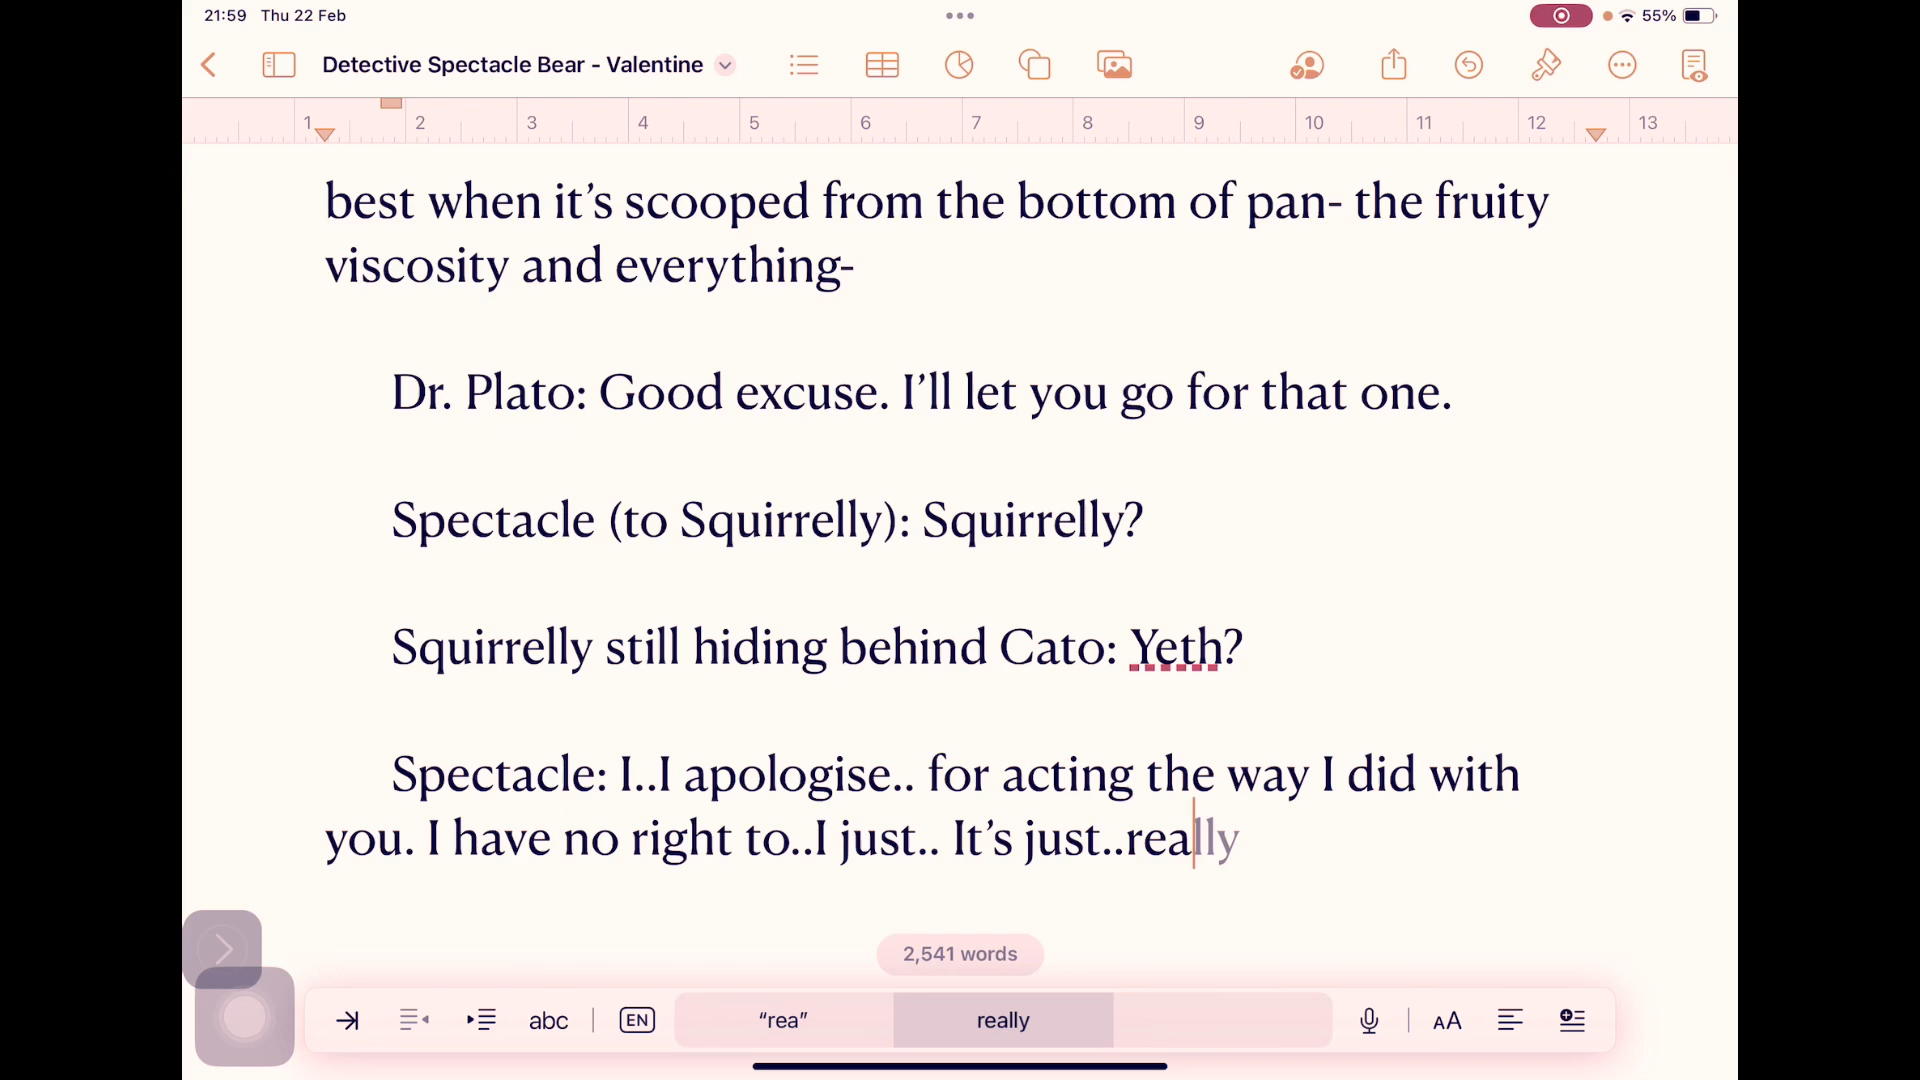 21:59 Thu 22 Feb
55%
Detective Spectacle Bear - Valentine
1 2 3 4 5 6 7 8 9 10 11 12 13
best when it’s scooped from the bottom of pan- the fruity
viscosity and everything-
Dr. Plato: Good excuse. I’ll let you go for that one.
Spectacle (to Squirrelly): Squirrelly?
Squirrelly still hiding behind Cato: Yeth?
Spectacle: I..I apologise.. for acting the way I did with
you. I have no right to..I just.. It’s just..really
2,541 words
abc EN “rea” really AA